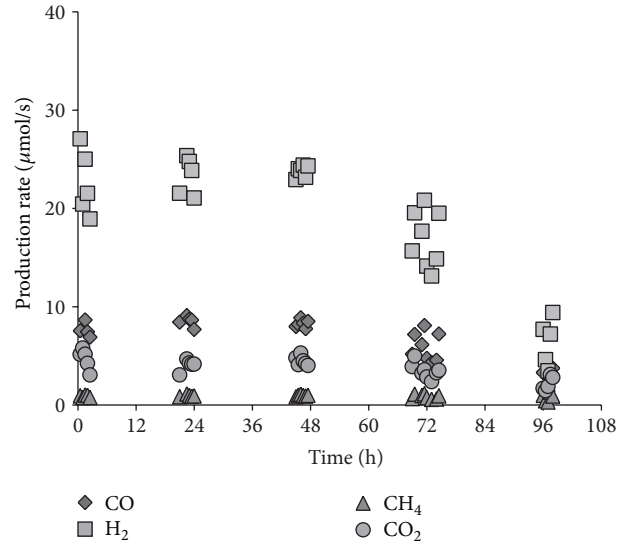 40
30
20
10
0
Production rate (μmol/s)
0 12 24 36 48 60 72 84 96 108
Time (h)
CO
H₂
CH₄
CO₂